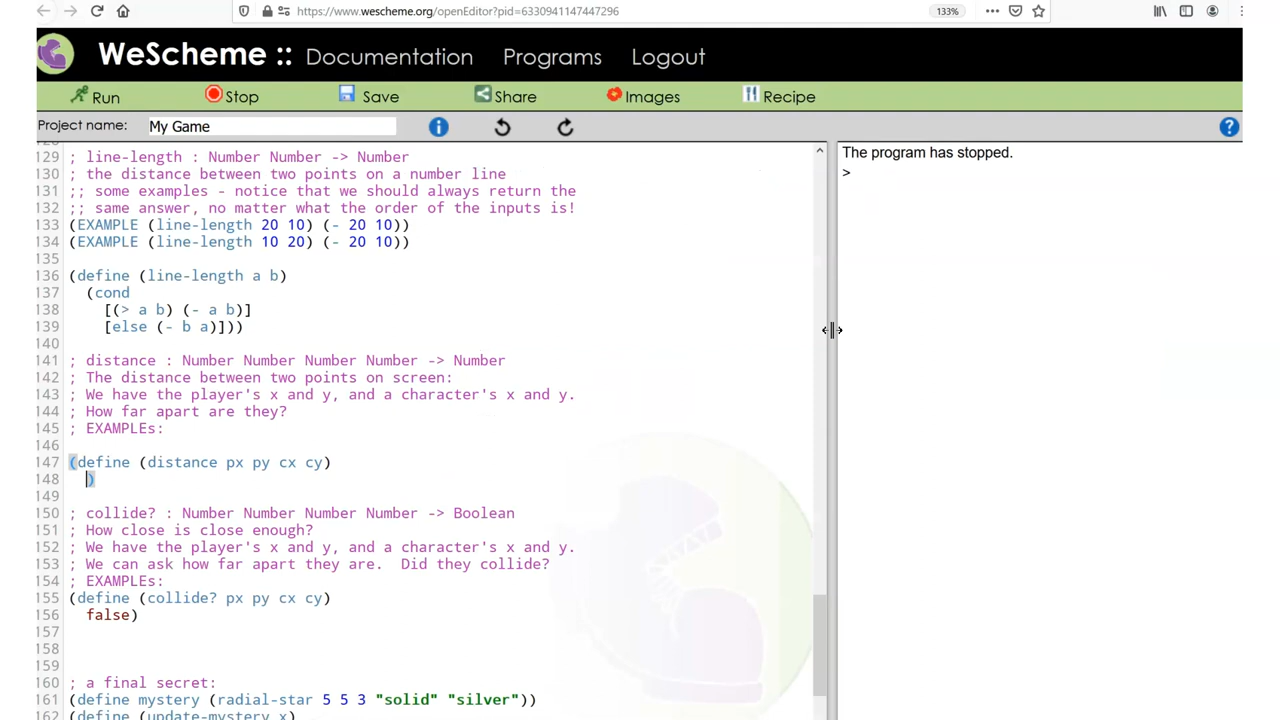 https://www.wescheme.org/openEditor?pid=6330941147447296
133%
WeScheme :: Documentation Programs Logout
Run Stop Save Share Images Recipe
Project name: My Game
129 ; line-length : Number Number -> Number
130 ; the distance between two points on a number line
131 ;; some examples - notice that we should always return the
132 ;; same answer, no matter what the order of the inputs is!
133 (EXAMPLE (line-length 20 10) (- 20 10))
134 (EXAMPLE (line-length 10 20) (- 20 10))
135
136 (define (line-length a b)
137 (cond
138 [(> a b) (- a b)]
139 [else (- b a)]))
140
141 ; distance : Number Number Number Number -> Number
142 ; The distance between two points on screen:
143 ; We have the player's x and y, and a character's x and y.
144 ; How far apart are they?
145 ; EXAMPLEs:
146
147 (define (distance px py cx cy)
148 )
149
150 ; collide? : Number Number Number Number -> Boolean
151 ; How close is close enough?
152 ; We have the player's x and y, and a character's x and y.
153 ; We can ask how far apart they are. Did they collide?
154 ; EXAMPLEs:
155 (define (collide? px py cx cy)
156 false)
157
158
159
160 ; a final secret:
161 (define mystery (radial-star 5 5 3 "solid" "silver"))
162 (define (update-mystery x)
The program has stopped.
>